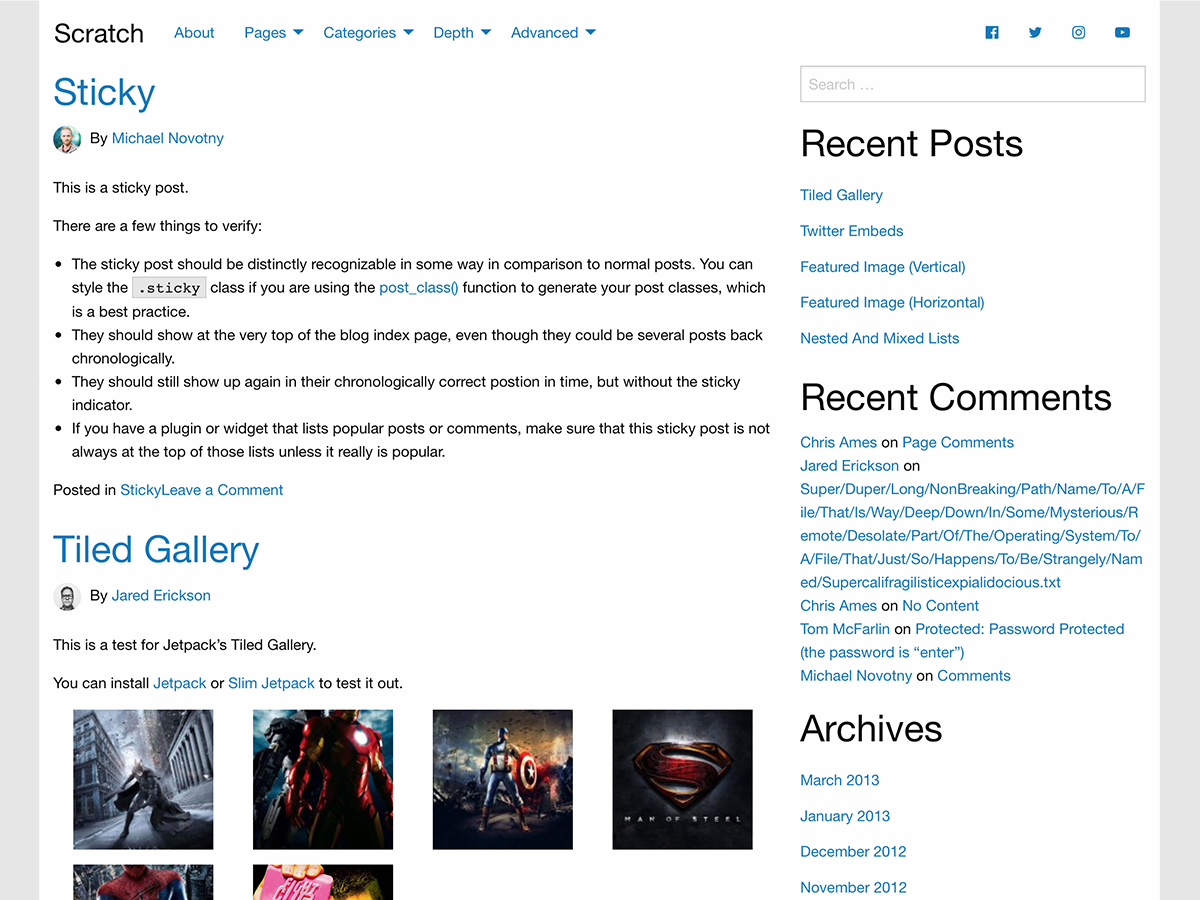 Scratch About Pages Categories Depth Advanced
Sticky
By Michael Novotny
This is a sticky post.
There are a few things to verify:
The sticky post should be distinctly recognizable in some way in comparison to normal posts. You can
style the .sticky class if you are using the post_class() function to generate your post classes, which
is a best practice.
They should show at the very top of the blog index page, even though they could be several posts back
chronologically.
They should still show up again in their chronologically correct postion in time, but without the sticky
indicator.
If you have a plugin or widget that lists popular posts or comments, make sure that this sticky post is not
always at the top of those lists unless it really is popular.
Posted in StickyLeave a Comment
Tiled Gallery
By Jared Erickson
This is a test for Jetpack’s Tiled Gallery.
You can install Jetpack or Slim Jetpack to test it out.
MAN OF STEEL
FIGHT
CLUB
Search …
Recent Posts
Tiled Gallery
Twitter Embeds
Featured Image (Vertical)
Featured Image (Horizontal)
Nested And Mixed Lists
Recent Comments
Chris Ames on Page Comments
Jared Erickson on
Super/Duper/Long/NonBreaking/Path/Name/To/A/F
ile/That/Is/Way/Deep/Down/In/Some/Mysterious/R
emote/Desolate/Part/Of/The/Operating/System/To/
A/File/That/Just/So/Happens/To/Be/Strangely/Nam
ed/Supercalifragilisticexpialidocious.txt
Chris Ames on No Content
Tom McFarlin on Protected: Password Protected
(the password is “enter”)
Michael Novotny on Comments
Archives
March 2013
January 2013
December 2012
November 2012